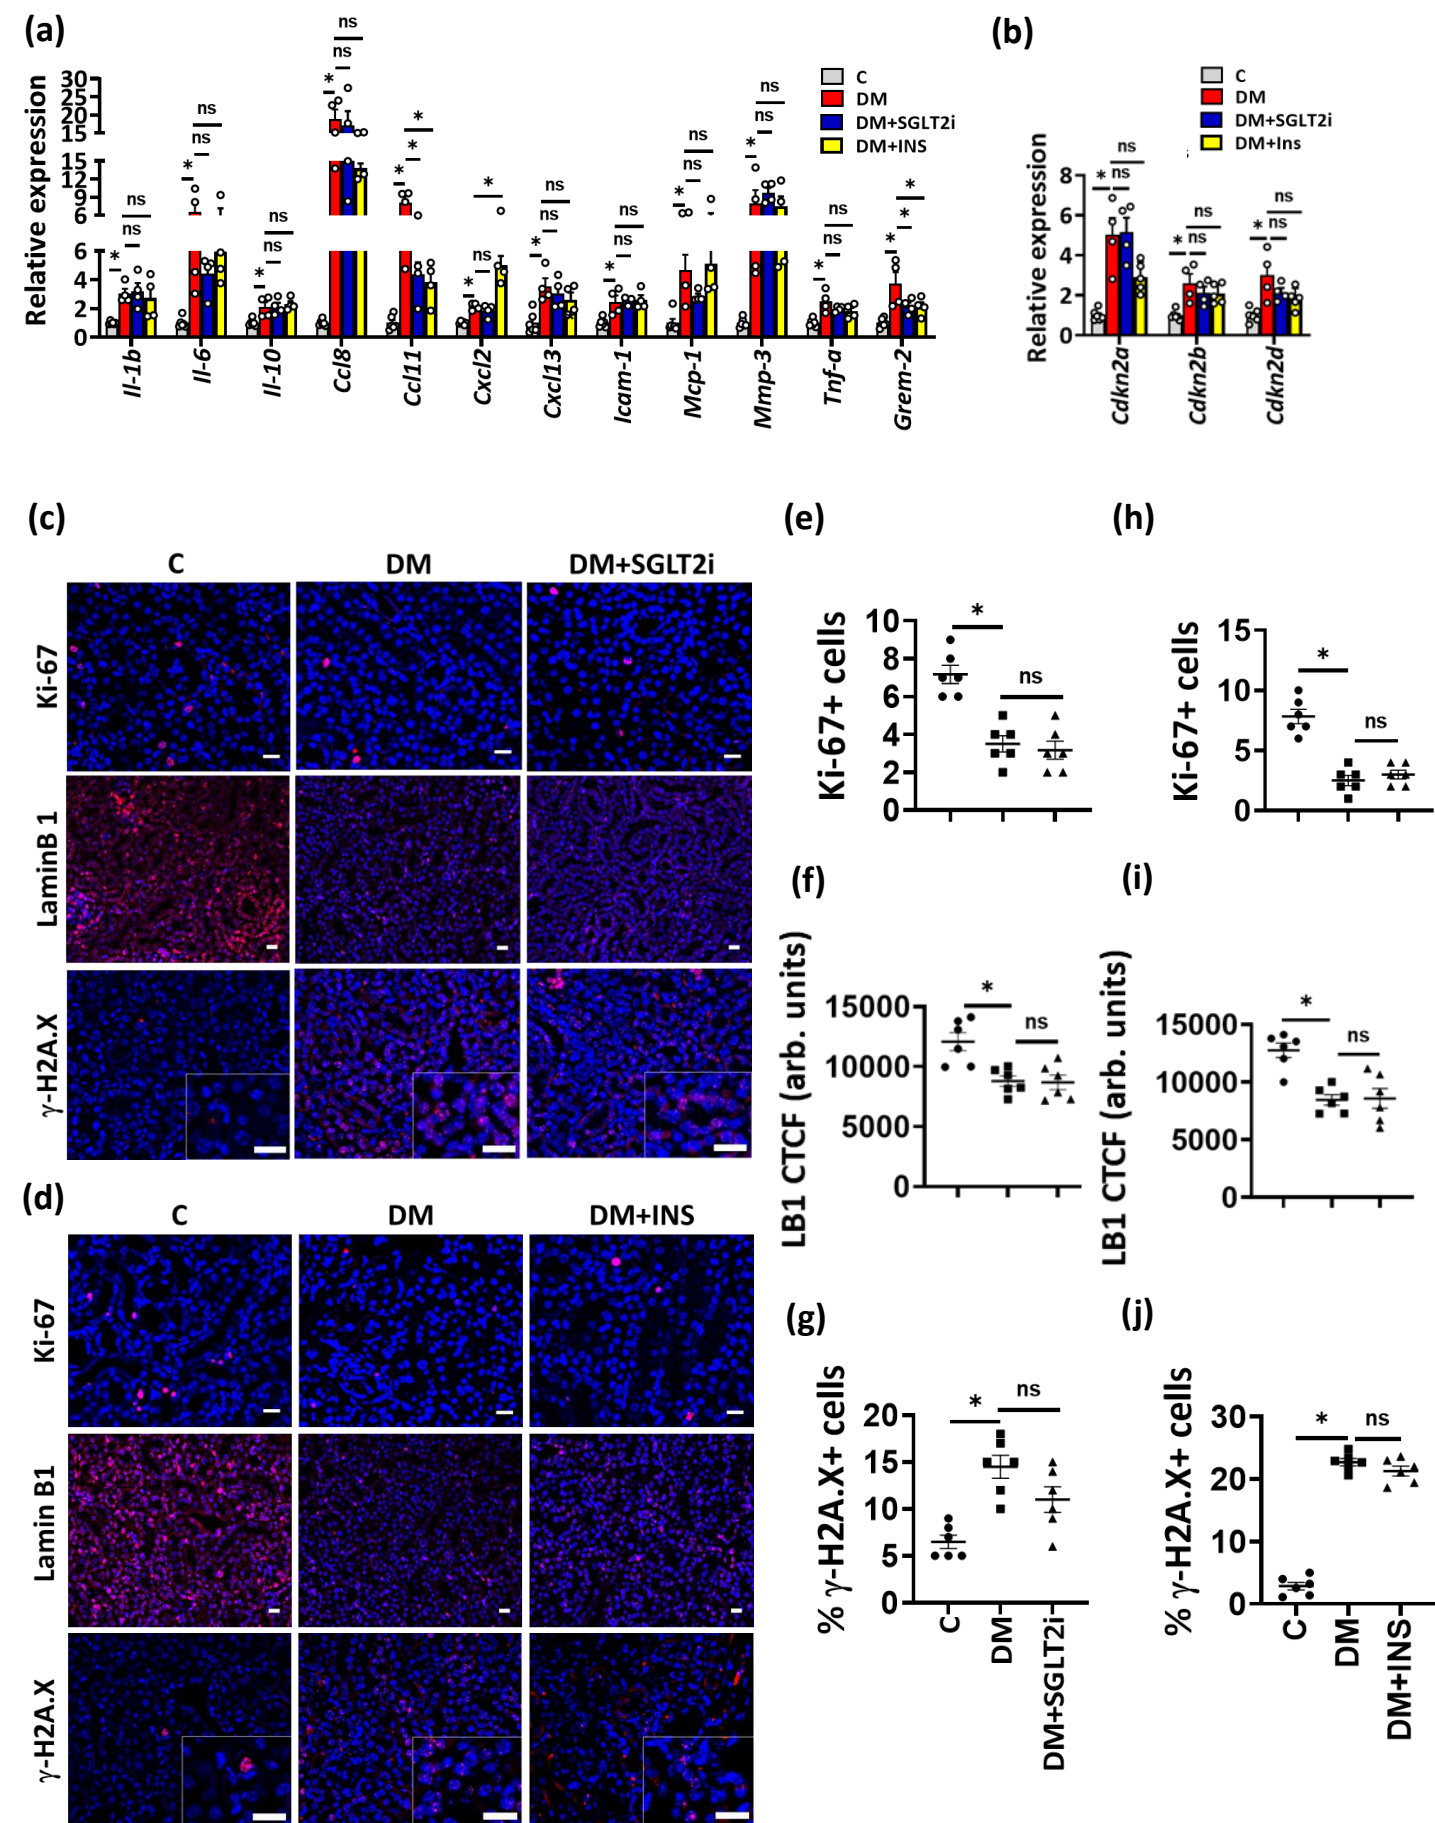 (a)
ns
ns
*
ns
ns
*
ns
ns
*
ns
ns
*
*
*
*
*
ns
*
ns
ns
*
ns
ns
*
ns
ns
*
ns
ns
*
ns
ns
*
*
*
*
Relative expression
30
25
20
15
15
12
9
6
6
4
2
0
C
DM
DM+SGLT2i
DM+INS
Il-1b
Il-6
Il-10
Ccl8
Ccl11
Cxcl2
Cxcl13
Icam-1
Mcp-1
Mmp-3
Tnf-a
Grem-2
(b)
C
DM
DM+SGLT2i
DM+Ins
Relative expression
8
6
4
2
0
ns
* ns
ns
* ns
ns
* ns
Cdkn2a
Cdkn2b
Cdkn2d
(c)
C DM DM+SGLT2i
Ki-67
LaminB 1
γ-H2A.X
(d)
C DM DM+INS
Ki-67
Lamin B1
γ-H2A.X
(e)
Ki-67+ cells
10
8
6
4
2
0
*
ns
(h)
Ki-67+ cells
15
10
5
0
*
ns
(f)
LB1 CTCF (arb. units)
15000
10000
5000
0
*
ns
(i)
LB1 CTCF (arb. units)
15000
10000
5000
0
*
ns
(g)
% γ-H2A.X+ cells
20
15
10
5
0
*
ns
C
DM
DM+SGLT2i
(j)
% γ-H2A.X+ cells
30
20
10
0
*
ns
C
DM
DM+INS